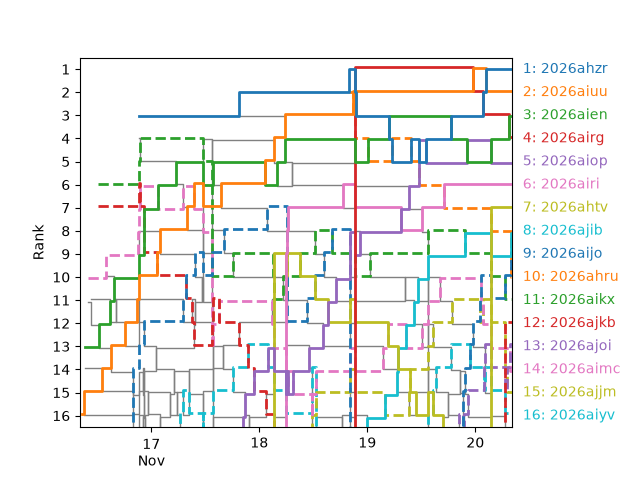 1: 2026ahzr
2: 2026aiuu
3: 2026aien
4: 2026airg
5: 2026aiop
6: 2026airi
7: 2026ahtv
8: 2026ajib
9: 2026aijo
10: 2026ahru
11: 2026aikx
12: 2026ajkb
13: 2026ajoi
14: 2026aimc
15: 2026ajjm
16: 2026aiyv
Rank
1
2
3
4
5
6
7
8
9
10
11
12
13
14
15
16
17
18
19
20
Nov